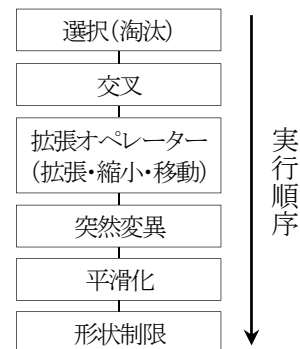 選択(淘汰)
交叉
拡張オペレーター
(拡張・縮小・移動)
突然変異
平滑化
形状制限
実行順序